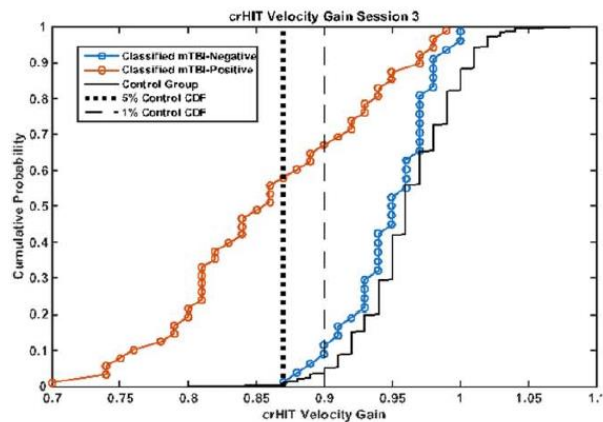 crHIT Velocity Gain Session 3
Cumulative Probability
1
0.9
0.8
0.7
0.6
0.5
0.4
0.3
0.2
0.1
0
Classified mTBI-Negative
Classified mTBI-Positive
Control Group
5% Control CDF
1% Control CDF
0.7 0.75 0.8 0.85 0.9 0.95 1 1.05 1.1
crHIT Velocity Gain